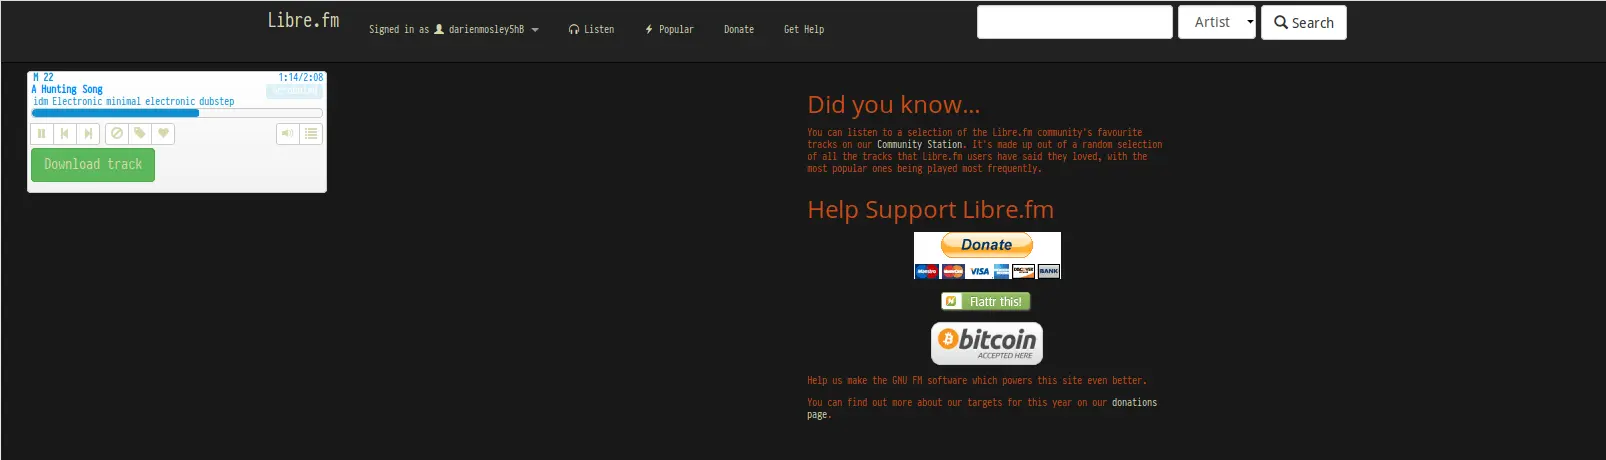 Libre.fm
Signed in as darienmosley5hB
Listen
Popular
Donate
Get Help
Artist
Search
M 22
1:14/2:08
A Hunting Song
idm Electronic minimal electronic dubstep
Download track
Did you know...
You can listen to a selection of the Libre.fm community's favourite
tracks on our Community Station. It's made up out of a random selection
of all the tracks that Libre.fm users have said they loved, with the
most popular ones being played most frequently.
Help Support Libre.fm
Donate
Maestro MasterCard VISA DISCOVER BANK
Flattr this!
bitcoin
ACCEPTED HERE
Help us make the GNU FM software which powers this site even better.
You can find out more about our targets for this year on our donations
page.